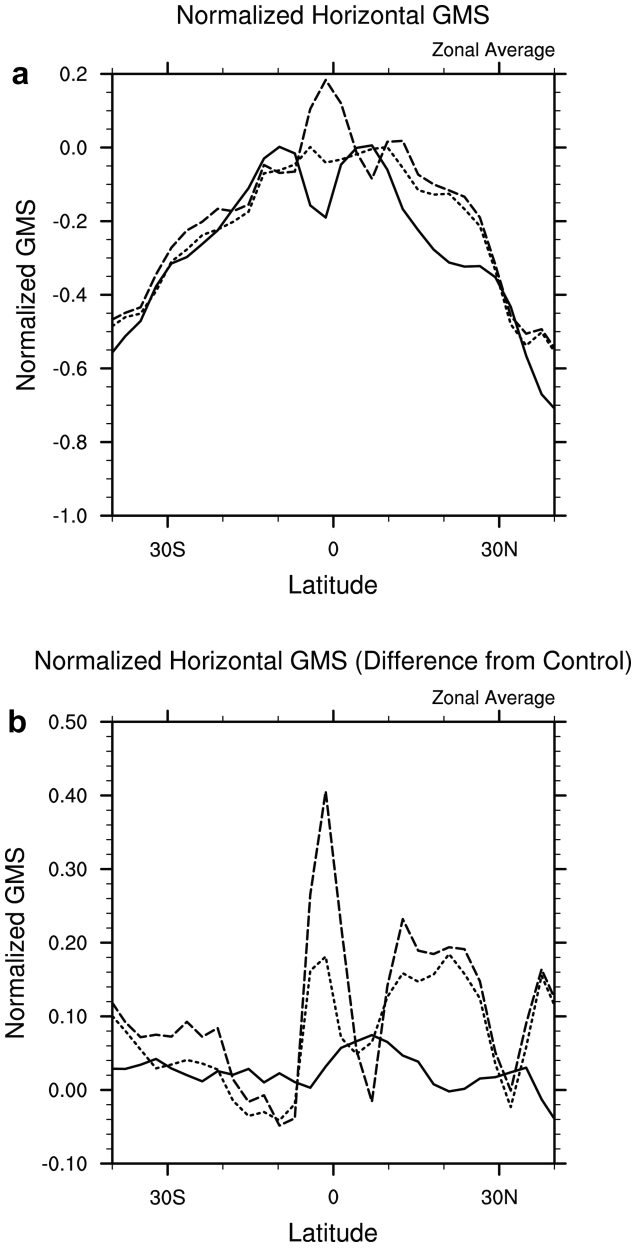 Normalized Horizontal GMS
Zonal Average
a
0.2
0.0
-0.2
-0.4
-0.6
-0.8
-1.0
Normalized GMS
30S 0 30N
Latitude
Normalized Horizontal GMS (Difference from Control)
Zonal Average
b
0.50
0.40
0.30
0.20
0.10
0.00
-0.10
Normalized GMS
30S 0 30N
Latitude